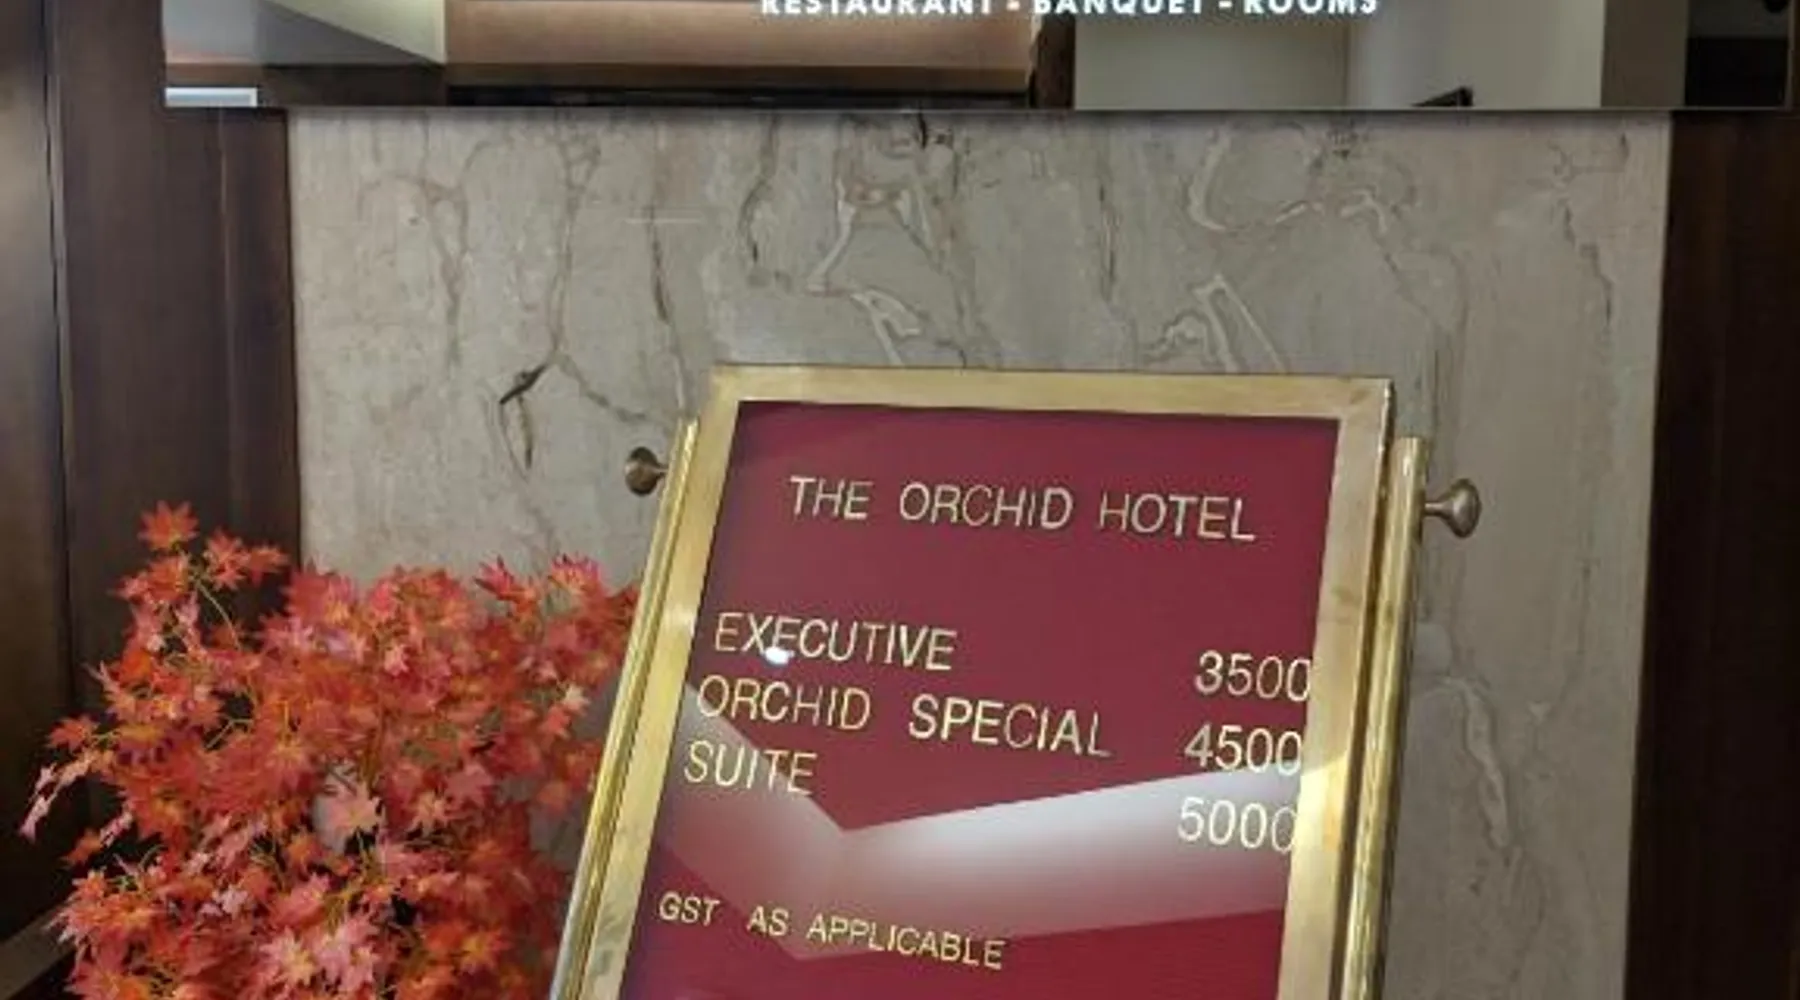 RESTAURANT - BANQUET - ROOMS
THE ORCHID HOTEL
EXECUTIVE 3500
ORCHID SPECIAL 4500
SUITE 5000
GST AS APPLICABLE